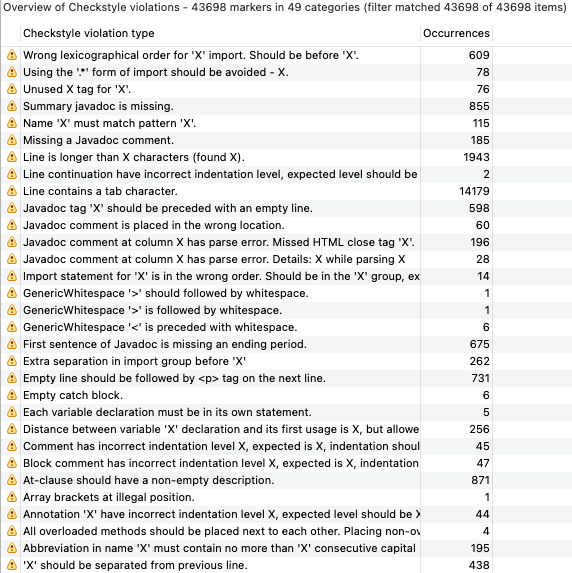 Overview of Checkstyle violations - 43698 markers in 49 categories (filter matched 43698 of 43698 items)
Checkstyle violation type Occurrences
Wrong lexicographical order for 'X' import. Should be before 'X'. 609
Using the '.*' form of import should be avoided - X. 78
Unused X tag for 'X'. 76
Summary javadoc is missing. 855
Name 'X' must match pattern 'X'. 115
Missing a Javadoc comment. 185
Line is longer than X characters (found X). 1943
Line continuation have incorrect indentation level, expected level should be 2
Line contains a tab character. 14179
Javadoc tag 'X' should be preceded with an empty line. 598
Javadoc comment is placed in the wrong location. 60
Javadoc comment at column X has parse error. Missed HTML close tag 'X'. 196
Javadoc comment at column X has parse error. Details: X while parsing X 28
Import statement for 'X' is in the wrong order. Should be in the 'X' group, ex 14
GenericWhitespace '>' should followed by whitespace. 1
GenericWhitespace '>' is followed by whitespace. 1
GenericWhitespace '<' is preceded with whitespace. 6
First sentence of Javadoc is missing an ending period. 675
Extra separation in import group before 'X' 262
Empty line should be followed by <p> tag on the next line. 731
Empty catch block. 6
Each variable declaration must be in its own statement. 5
Distance between variable 'X' declaration and its first usage is X, but allowe 256
Comment has incorrect indentation level X, expected is X, indentation shoul 45
Block comment has incorrect indentation level X, expected is X, indentation 47
At-clause should have a non-empty description. 871
Array brackets at illegal position. 1
Annotation 'X' have incorrect indentation level X, expected level should be X 44
All overloaded methods should be placed next to each other. Placing non-ov 4
Abbreviation in name 'X' must contain no more than 'X' consecutive capital 195
'X' should be separated from previous line. 438